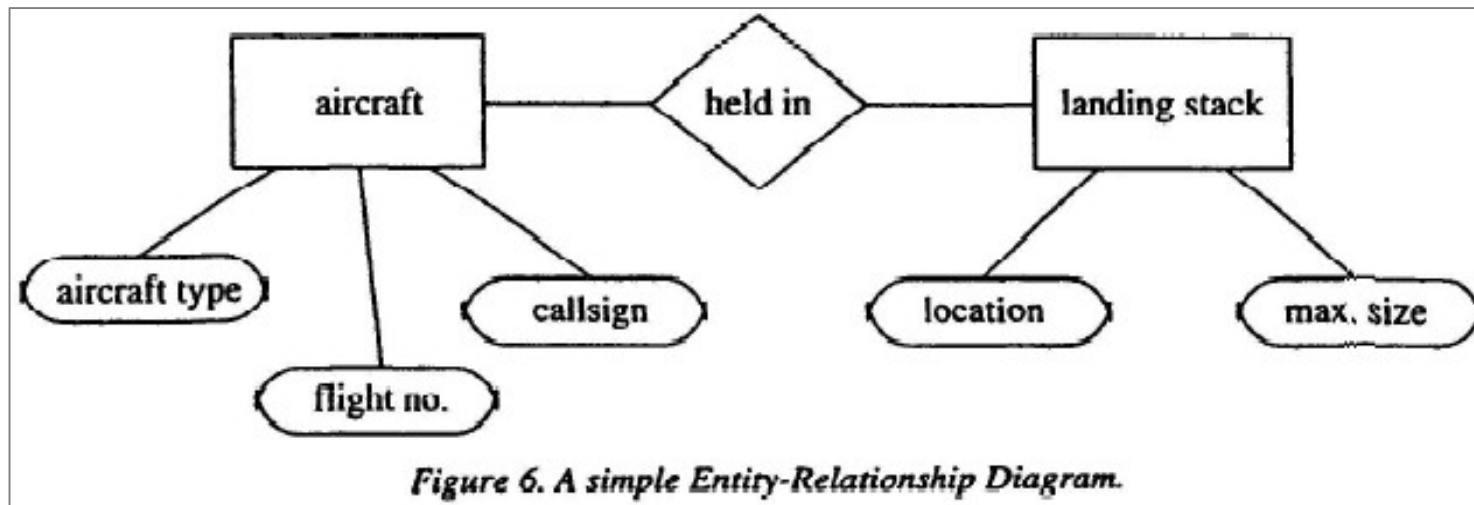 aircraft
held in
landing stack
aircraft type
callsign
location
max. size
flight no.
Figure 6. A simple Entity-Relationship Diagram.